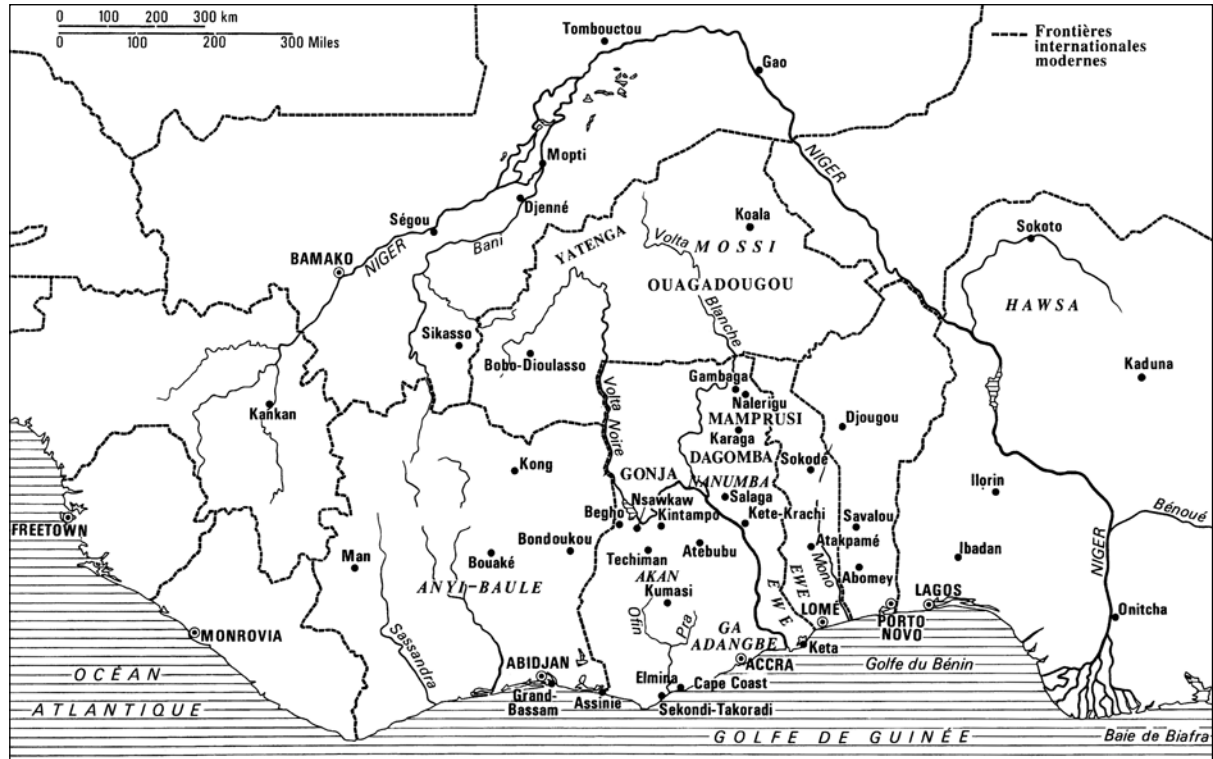 0 100 200 300 km
0 100 200 300 Miles
Frontières
internationales
modernes
Tombouctou
Gao
Mopti
NIGER
Djenné
Ségou
Koala
Sokoto
Bani
YATENGA
Volta
MOSSI
BAMAKO
NIGER
OUAGADOUGOU
HAWSA
Blanche
Sikasso
Bobo-Dioulasso
Kaduna
Volta Noire
Gambaga
Nalerigu
Kankan
MAMPRUSI
Djougou
Karaga
DAGOMBA
Kong
GONJA
NANUMBA
Sokodé
Ilọrin
Salaga
Nsawkaw
Bénoué
FREETOWN
Begho
Kintampo
Kete-Krachi
Savalou
Man
Bouaké
Bondoukou
Techiman
Atebubu
Atakpamé
Ibadan
Mono
NIGER
ANYI-BAULE
AKAN
Kumasi
EWE
EWE
Abomey
Ofin
Pra
LOMÉ
LAGOS
Onitcha
MONROVIA
Sassandra
GA
ADANGBE
PORTO
NOVO
Keta
ABIDJAN
ACCRA
Golfe du Bénin
OCÉAN
Grand-
Bassam
Assinie
Elmina
Cape Coast
ATLANTIQUE
Sekondi-Takoradi
GOLFE DE GUINÉE
Baie de Biafra